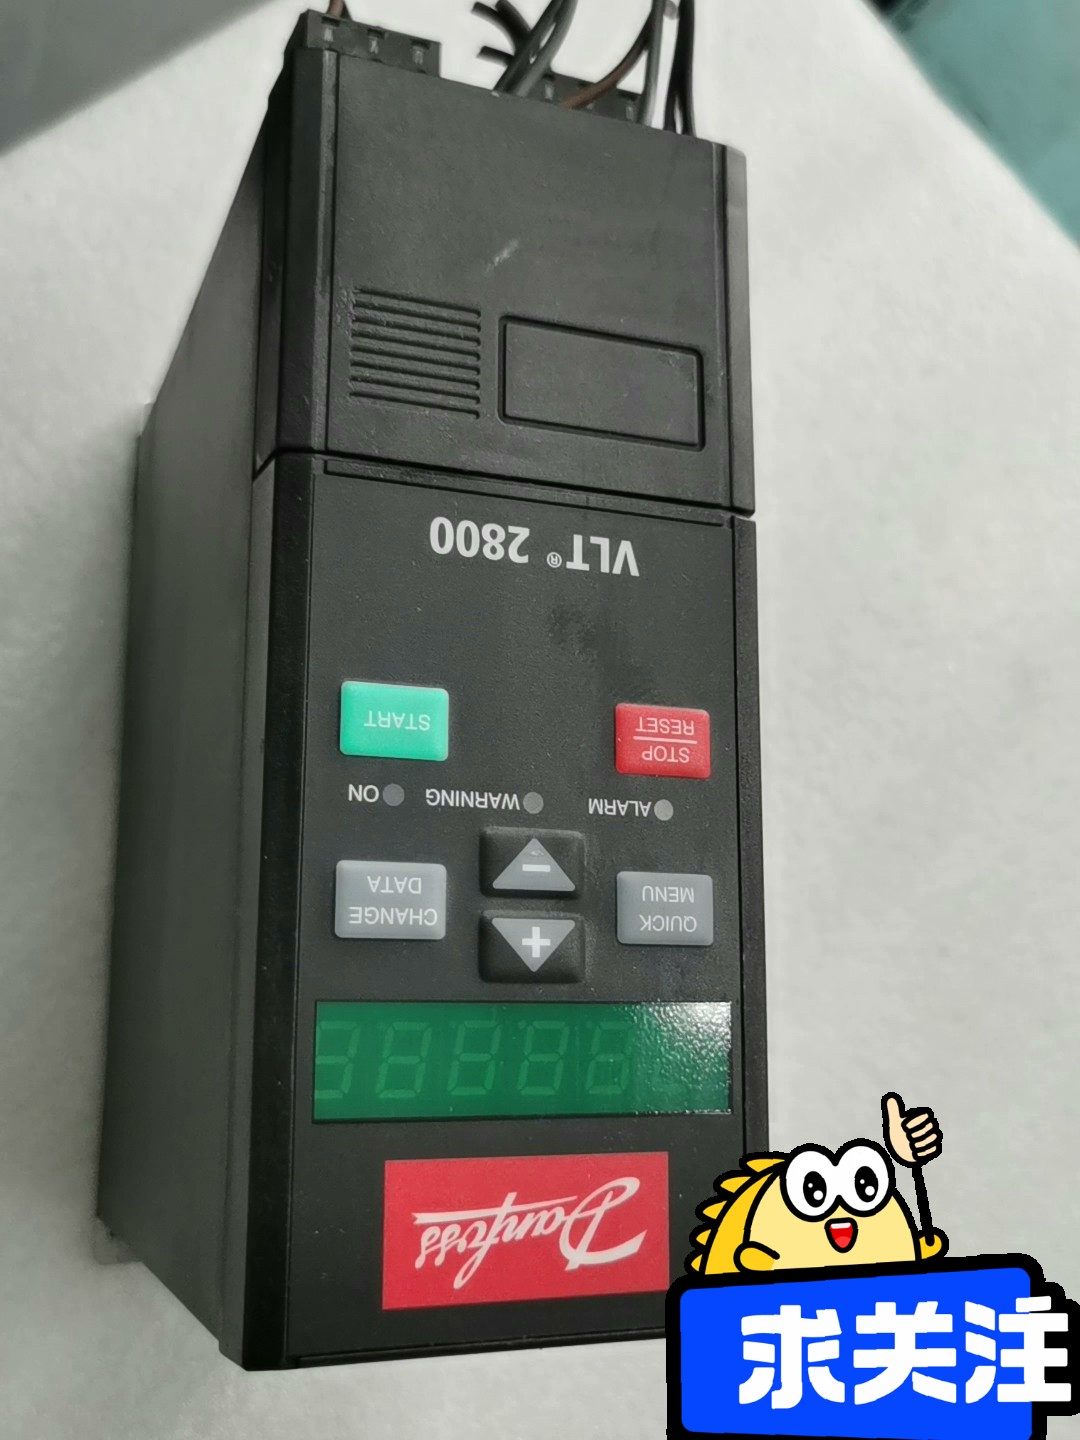 Danfoss
QUICK
MENU
+
-
CHANGE
DATA
ALARM
WARNING
ON
STOP
RESET
START
VLT® 2800
求关注